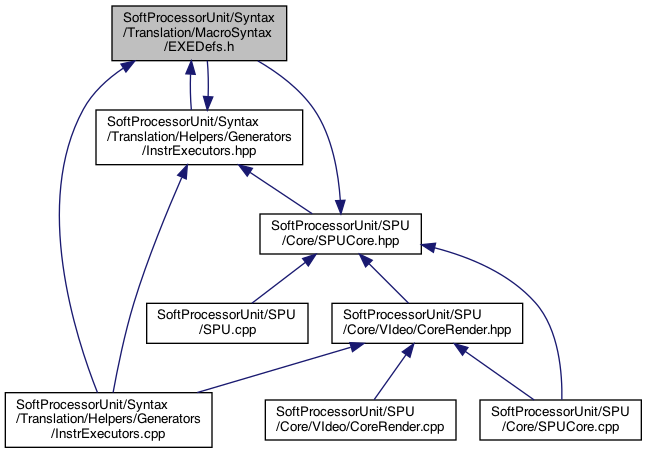 SoftProcessorUnit/Syntax
/Translation/MacroSyntax
/EXEDefs.h
SoftProcessorUnit/Syntax
/Translation/Helpers/Generators
/InstrExecutors.hpp
SoftProcessorUnit/SPU
/Core/SPUCore.hpp
SoftProcessorUnit/SPU
/SPU.cpp
SoftProcessorUnit/SPU
/Core/VIdeo/CoreRender.hpp
SoftProcessorUnit/Syntax
/Translation/Helpers/Generators
/InstrExecutors.cpp
SoftProcessorUnit/SPU
/Core/VIdeo/CoreRender.cpp
SoftProcessorUnit/SPU
/Core/SPUCore.cpp